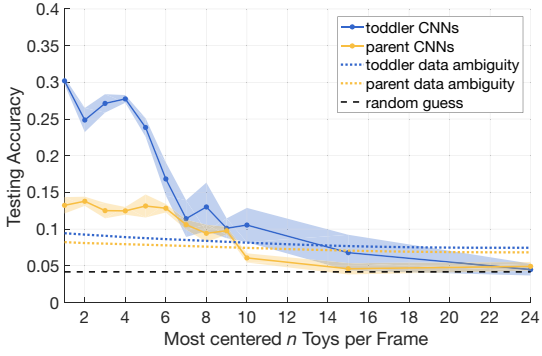 0.4
0.35
0.3
0.25
0.2
0.15
0.1
0.05
0
Testing Accuracy
toddler CNNs
parent CNNs
toddler data ambiguity
parent data ambiguity
random guess
2 4 6 8 10 12 14 16 18 20 22 24
Most centered n Toys per Frame